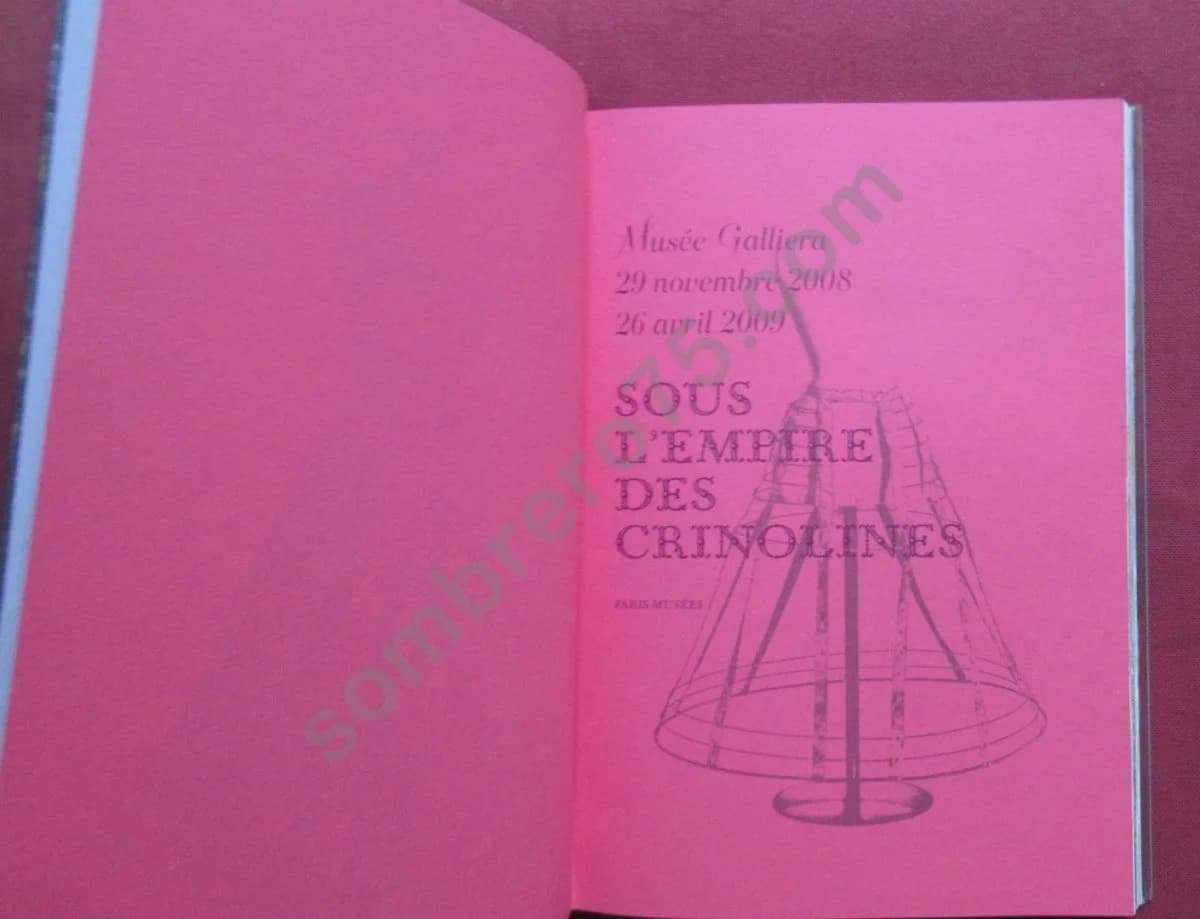 Musée Galliera
29 novembre 2008
26 avril 2009
SOUS
L'EMPIRE
DES
CRINOLINES
PARIS MUSÉES
sombrero75.com